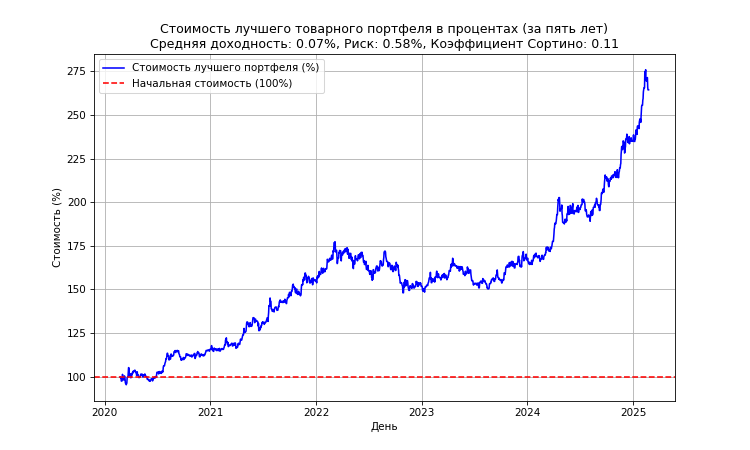 Стоимость лучшего товарного портфеля в процентах (за пять лет)
Средняя доходность: 0.07%, Риск: 0.58%, Коэффициент Сортино: 0.11
Стоимость лучшего портфеля (%)
Начальная стоимость (100%)
Стоимость (%)
275
250
225
200
175
150
125
100
2020
2021
2022
2023
2024
2025
День